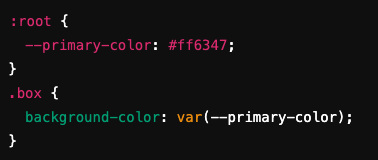 :root {
  --primary-color: #ff6347;
}
.box {
  background-color: var(--primary-color);
}